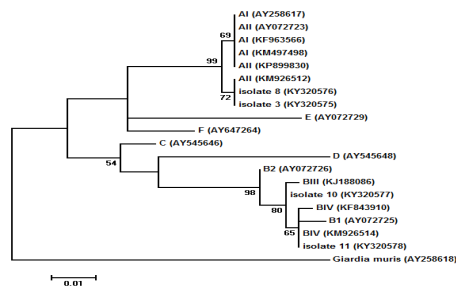 AI (AY258617)
AII (AY072723)
69
AI (KF963566)
AI (KM497498)
99
AII (KP899830)
AII (KM926512)
isolate 8 (KY320576)
72
isolate 3 (KY320575)
E (AY072729)
F (AY647264)
C (AY545646)
54
D (AY545648)
B2 (AY072726)
BIII (KJ188086)
98
isolate 10 (KY320577)
80
BIV (KF843910)
B1 (AY072725)
65
BIV (KM926514)
isolate 11 (KY320578)
Giardia muris (AY258618)
0.01